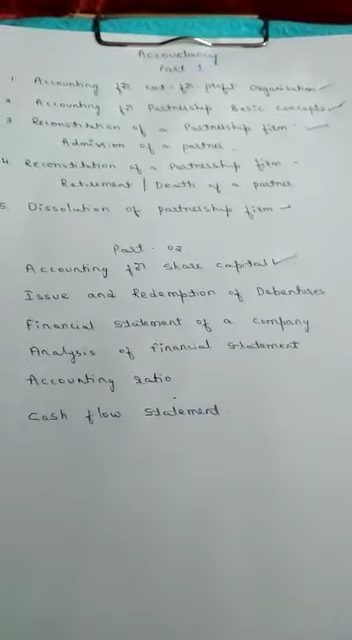 Accountancy
Part 1
1 Accounting for not-for profit Organisation
2 Accounting for Partnership Basic concepts
3 Reconstitution of a Partnership firm.
Admission of a partner.
4. Reconstitution of a Partnership firm -
Retirement | Death of a partner
5. Dissolution of partnership firm -
Part - 02
Accounting for share capital
Issue and Redemption of Debentures
Financial statement of a company
Analysis of financial statement
Accounting ratio
Cash flow statement